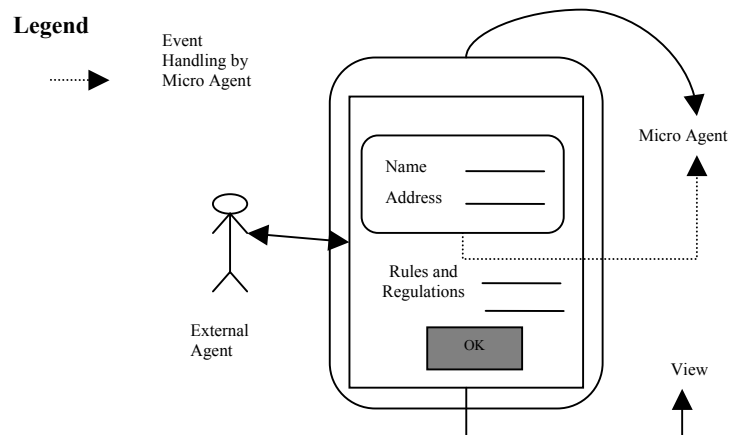 Legend
Event
Handling by
Micro Agent
Micro Agent
Name
Address
Rules and
Regulations
External
Agent
OK
View